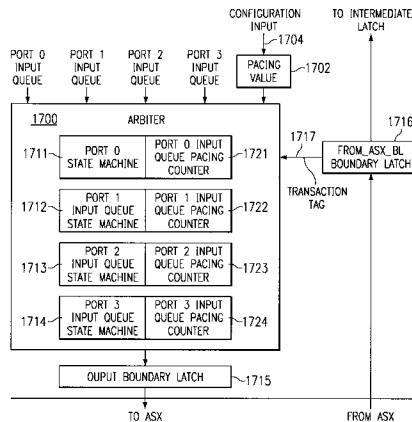 CONFIGURATION
INPUT
1704
TO INTERMEDIATE
LATCH
PORT 0
INPUT
QUEUE
PORT 1
INPUT
QUEUE
PORT 2
INPUT
QUEUE
PORT 3
INPUT
QUEUE
PACING
VALUE
1702
1700
ARBITER
1716
1717
FROM_ASX_BL
BOUNDARY LATCH
TRANSACTION
TAG
1711
PORT 0
STATE MACHINE
PORT 0 INPUT
QUEUE PACING
COUNTER
1721
1712
PORT 1
INPUT QUEUE
STATE MACHINE
PORT 1 INPUT
QUEUE PACING
COUNTER
1722
1713
PORT 2
INPUT QUEUE
STATE MACHINE
PORT 2 INPUT
QUEUE PACING
COUNTER
1723
1714
PORT 3
INPUT QUEUE
STATE MACHINE
PORT 3 INPUT
QUEUE PACING
COUNTER
1724
OUPUT BOUNDARY LATCH
1715
TO ASX
FROM ASX